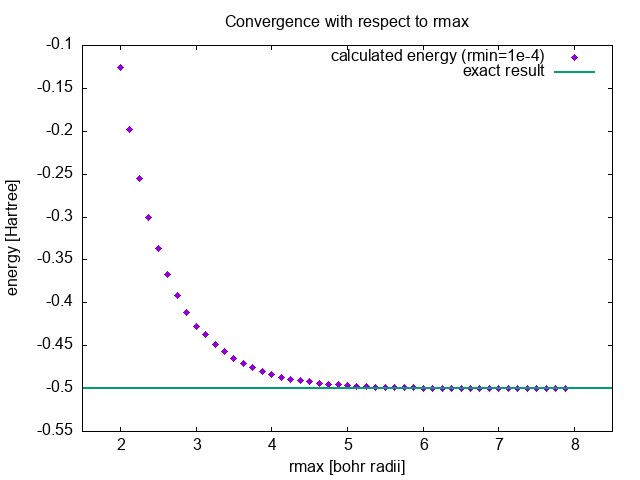 Convergence with respect to rmax
calculated energy (rmin=1e-4)
exact result
energy [Hartree]
-0.1
-0.15
-0.2
-0.25
-0.3
-0.35
-0.4
-0.45
-0.5
-0.55
2 3 4 5 6 7 8
rmax [bohr radii]